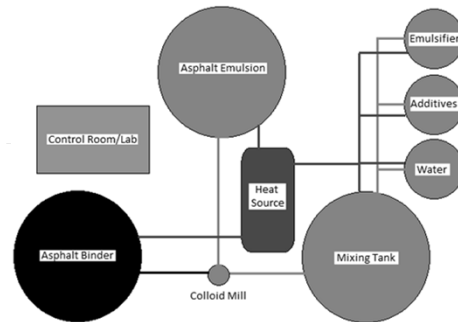 Emulsifier
Asphalt Emulsion
Additives
Control Room/Lab
Water
Heat
Source
Asphalt Binder
Mixing Tank
Colloid Mill